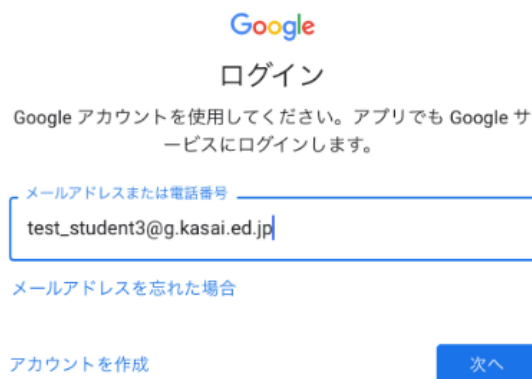 Google
ログイン
Google アカウントを使用してください。アプリでも Google サ
ービスにログインします。
メールアドレスまたは電話番号
test_student3@g.kasai.ed.jp
メールアドレスを忘れた場合
アカウントを作成
次へ